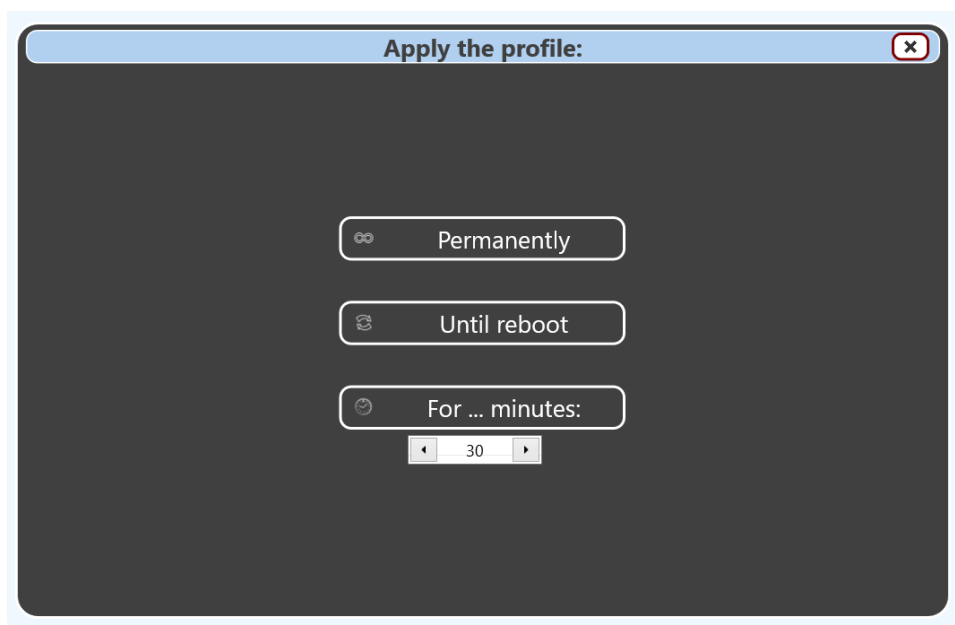 Apply the profile:
Permanently
Until reboot
For ... minutes:
30